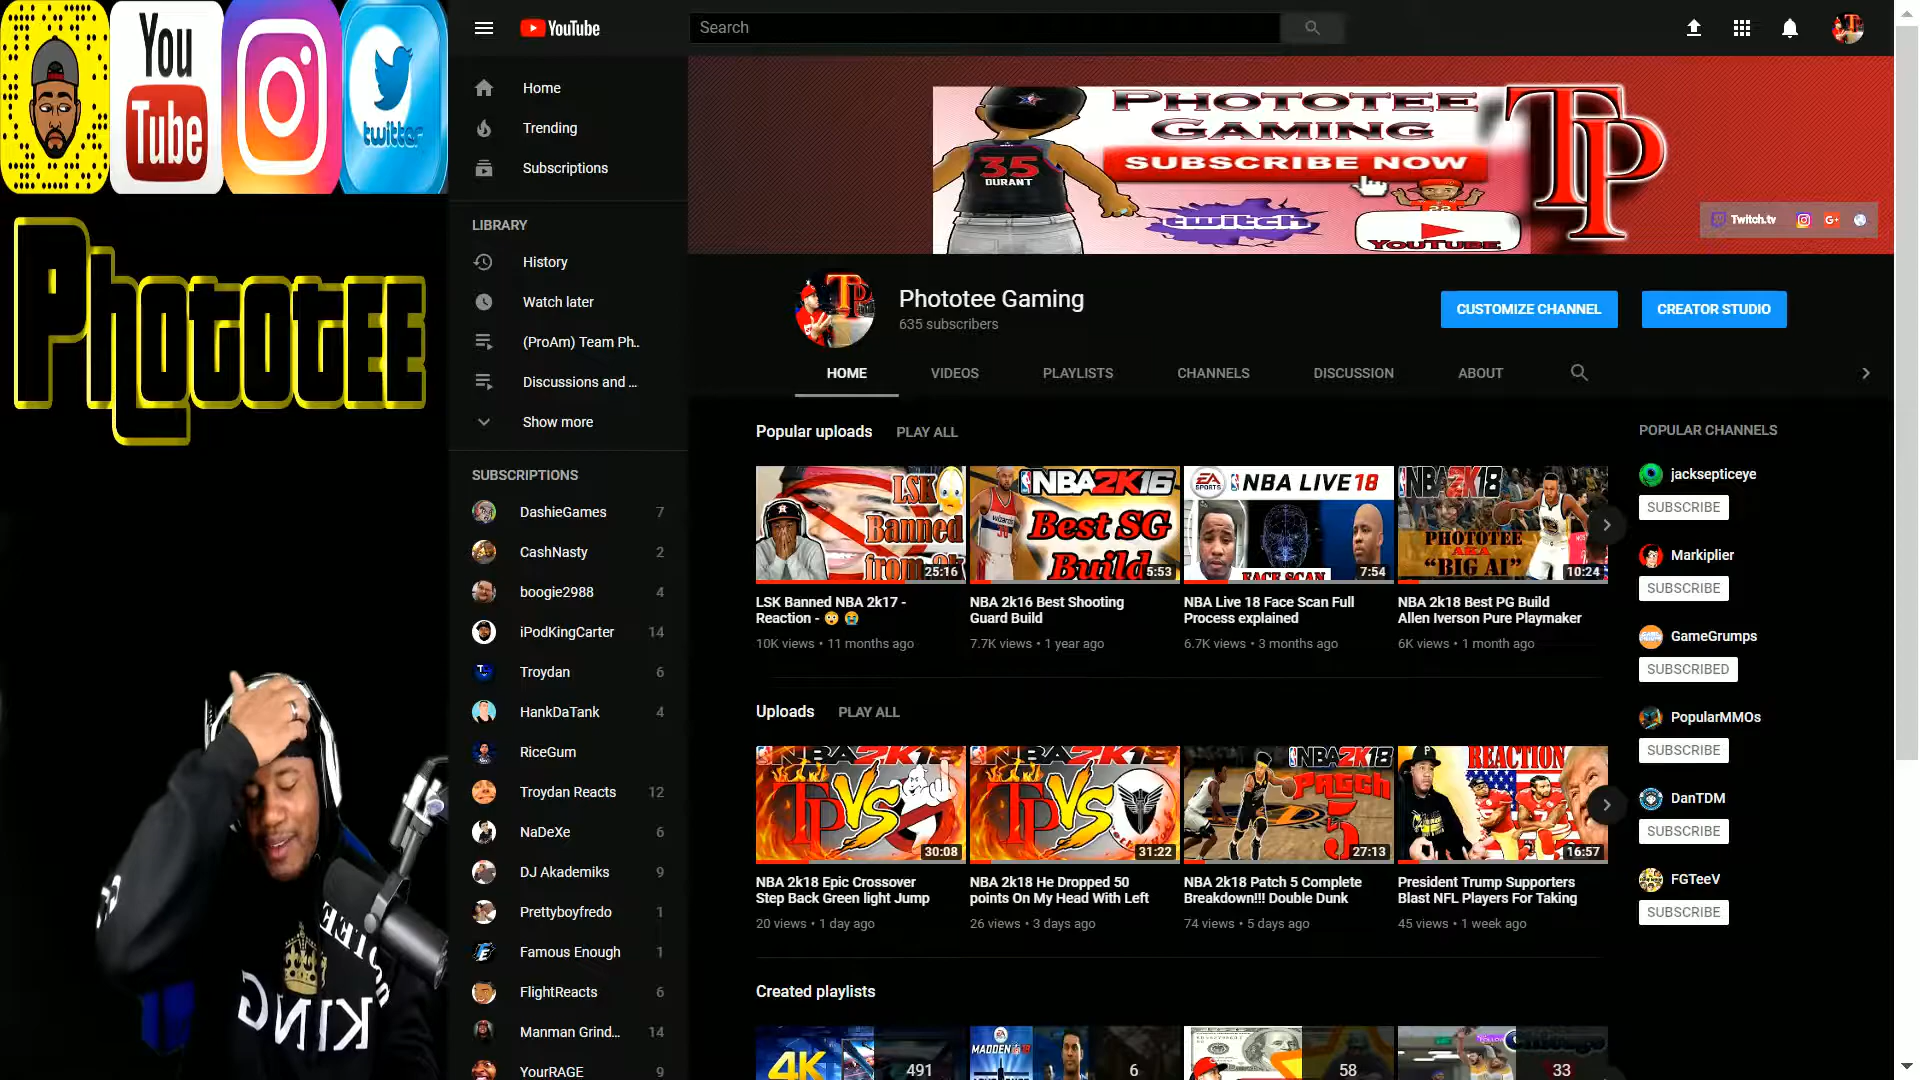 You
Tube
twitter
Phototee
YouTube
Search
Home
Trending
Subscriptions
LIBRARY
History
Watch later
(ProAm) Team Ph..
Discussions and ...
Show more
SUBSCRIPTIONS
DashieGames 7
CashNasty 2
boogie2988 4
iPodKingCarter 14
Troydan 6
HankDaTank 4
RiceGum
Troydan Reacts 12
NaDeXe 6
DJ Akademiks 9
Prettyboyfredo 1
Famous Enough 1
FlightReacts 6
Manman Grind... 14
YourRAGE 9
PHOTOTEE
GAMING
SUBSCRIBE NOW
35
DURANT
twitch
22
YOUTUBE
TP
Twitch.tv
G+
Phototee Gaming
635 subscribers
CUSTOMIZE CHANNEL
CREATOR STUDIO
HOME
VIDEOS
PLAYLISTS
CHANNELS
DISCUSSION
ABOUT
Popular uploads PLAY ALL
LSK
Banned
from 2k
25:16
LSK Banned NBA 2k17 -
Reaction - 😳 😭
10K views • 11 months ago
NBA2K16
Best SG
Build
5:53
NBA 2k16 Best Shooting
Guard Build
7.7K views • 1 year ago
EA
SPORTS
NBA LIVE 18
FACE SCAN
7:54
NBA Live 18 Face Scan Full
Process explained
6.7K views • 3 months ago
NBA2K18
PHOTOTEE
AKA
"BIG AI"
10:24
NBA 2k18 Best PG Build
Allen Iverson Pure Playmaker
6K views • 1 month ago
Uploads PLAY ALL
NBA2K18
TP VS
30:08
NBA 2k18 Epic Crossover
Step Back Green light Jump
20 views • 1 day ago
NBA2K18
TP VS
31:22
NBA 2k18 He Dropped 50
points On My Head With Left
26 views • 3 days ago
NBA2K18
PATCH
5
27:13
NBA 2k18 Patch 5 Complete
Breakdown!!! Double Dunk
74 views • 5 days ago
REACTION
16:57
President Trump Supporters
Blast NFL Players For Taking
45 views • 1 week ago
Created playlists
4K
491
MADDEN
6
58
33
POPULAR CHANNELS
jacksepticeye
SUBSCRIBE
Markiplier
SUBSCRIBE
GameGrumps
SUBSCRIBED
PopularMMOs
SUBSCRIBE
DanTDM
SUBSCRIBE
FGTeeV
SUBSCRIBE
KING